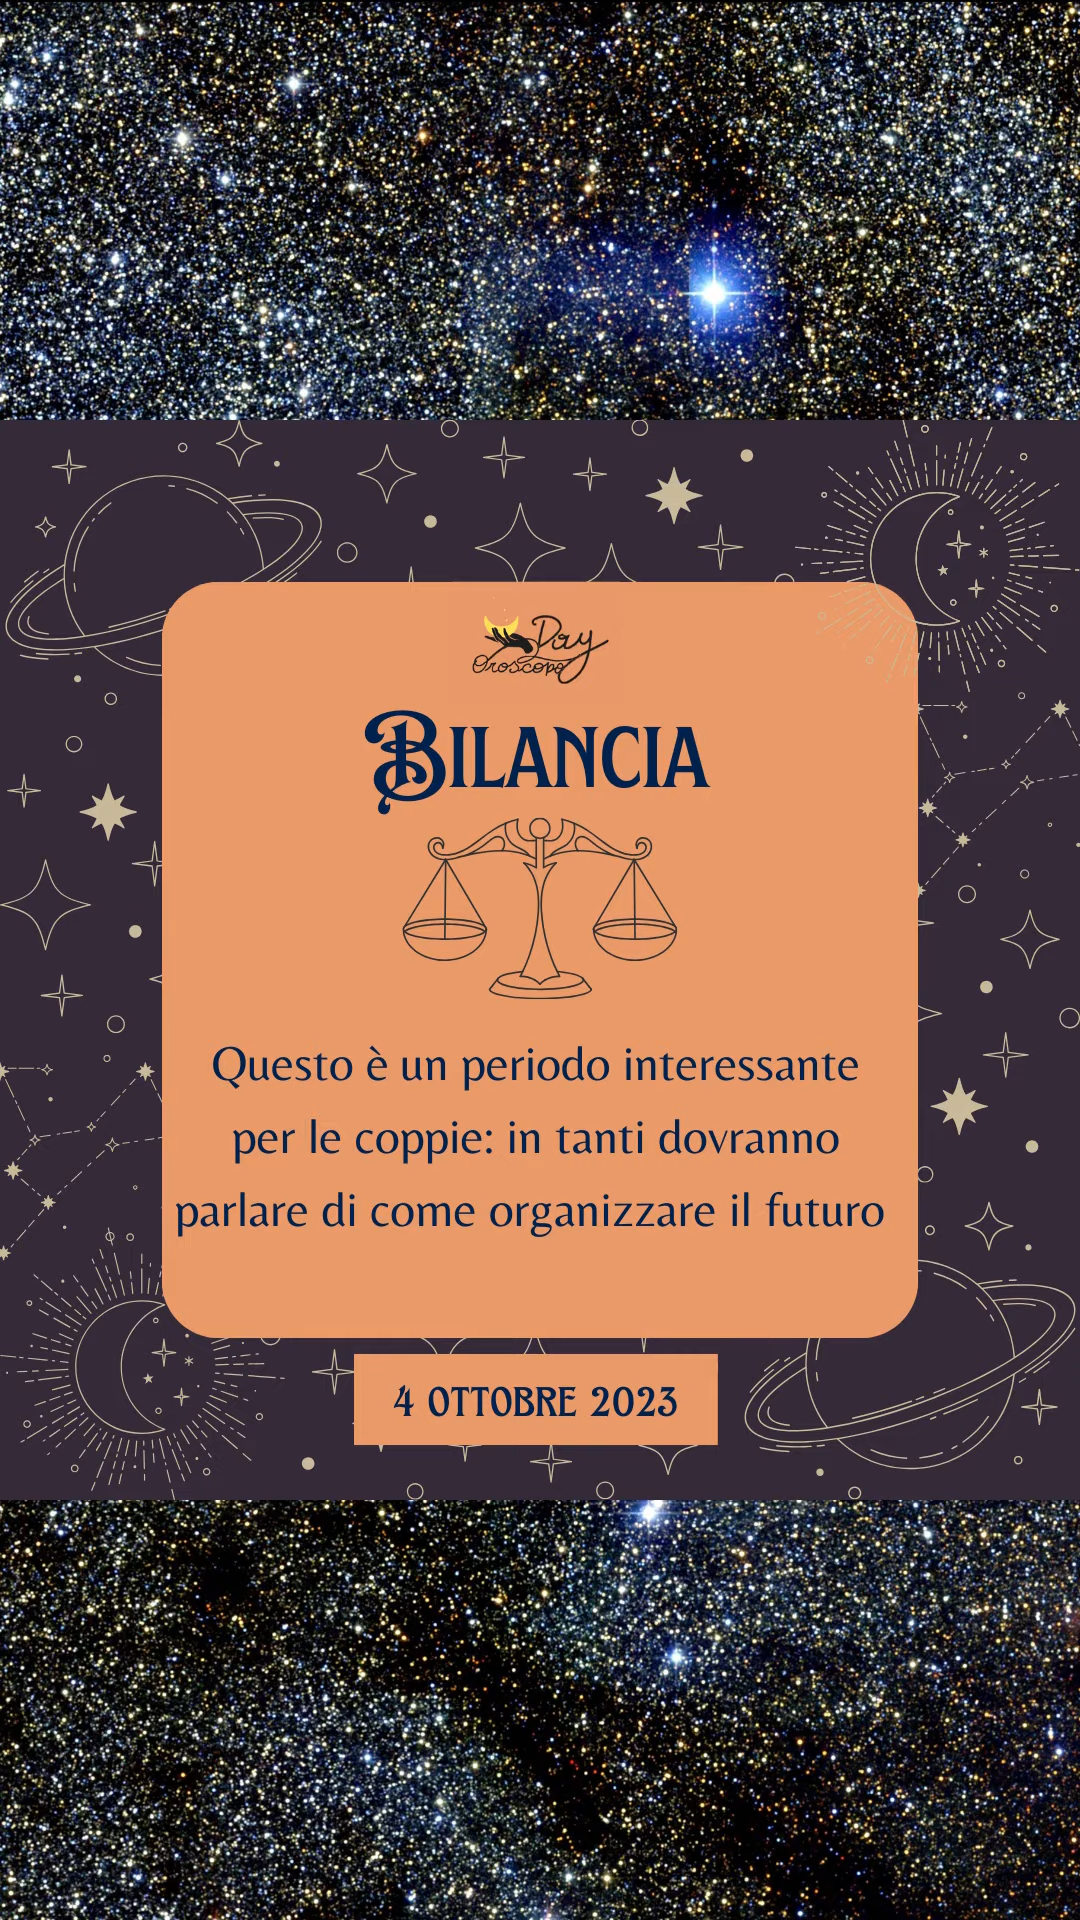 Day
Oroscopo
Bilancia
Questo è un periodo interessante
per le coppie: in tanti dovranno
parlare di come organizzare il futuro
4 OTTOBRE 2023